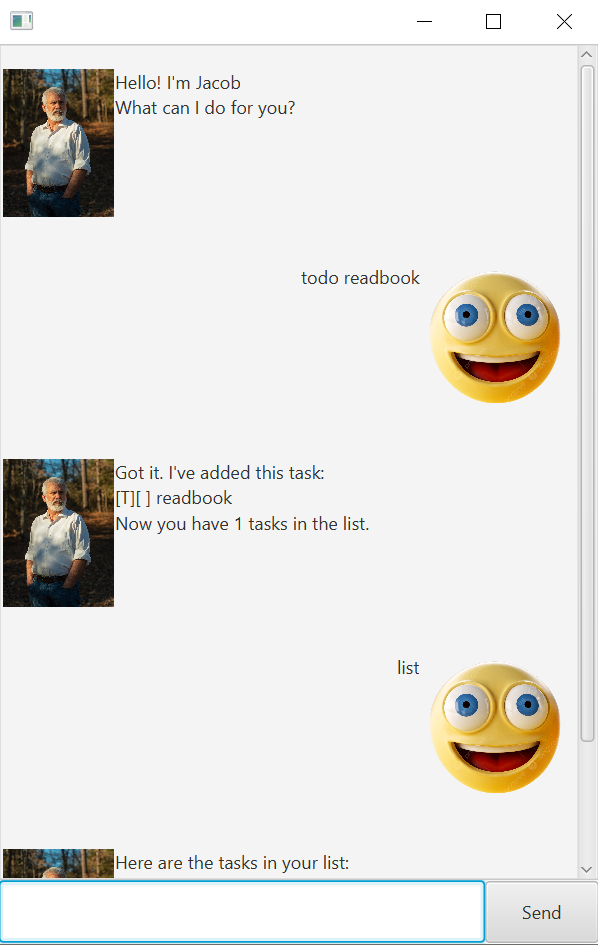 Hello! I'm Jacob
What can I do for you?
todo readbook
Got it. I've added this task:
[T][ ] readbook
Now you have 1 tasks in the list.
list
Here are the tasks in your list:
Send